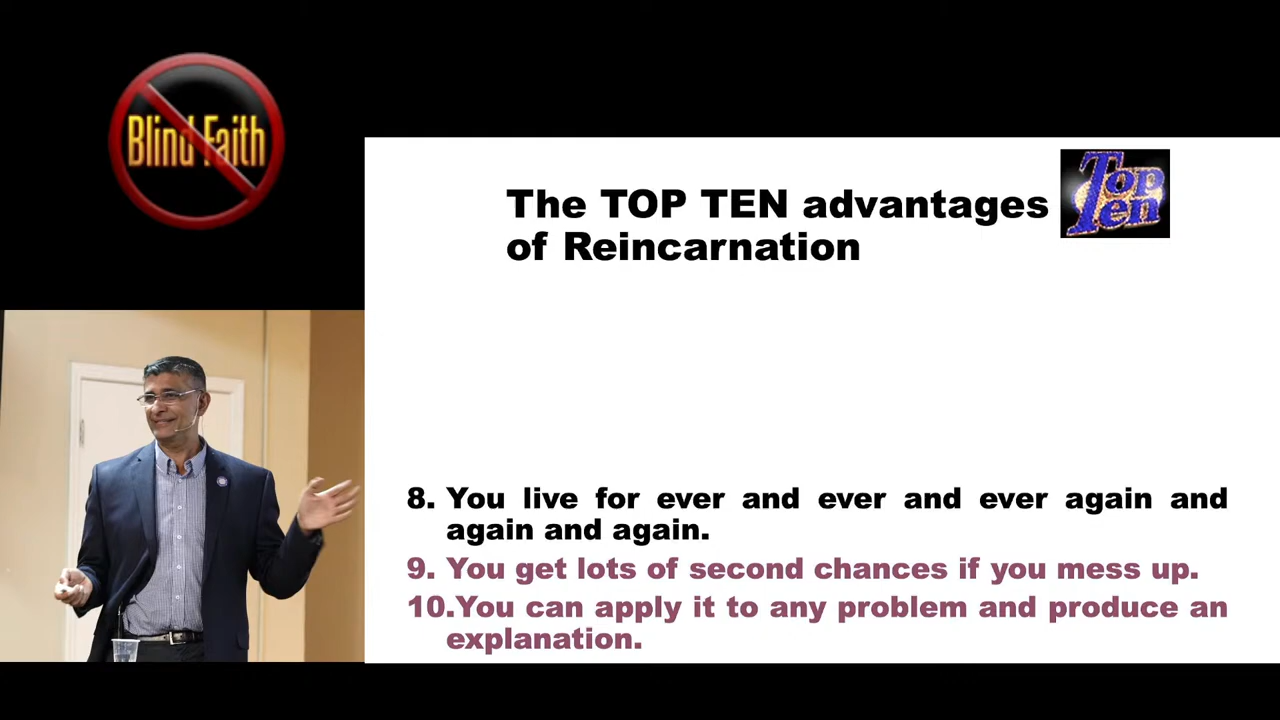 Blind Faith
The TOP TEN advantages
of Reincarnation
Top
Ten
8. You live for ever and ever and ever again and
again and again.
9. You get lots of second chances if you mess up.
10.You can apply it to any problem and produce an
explanation.